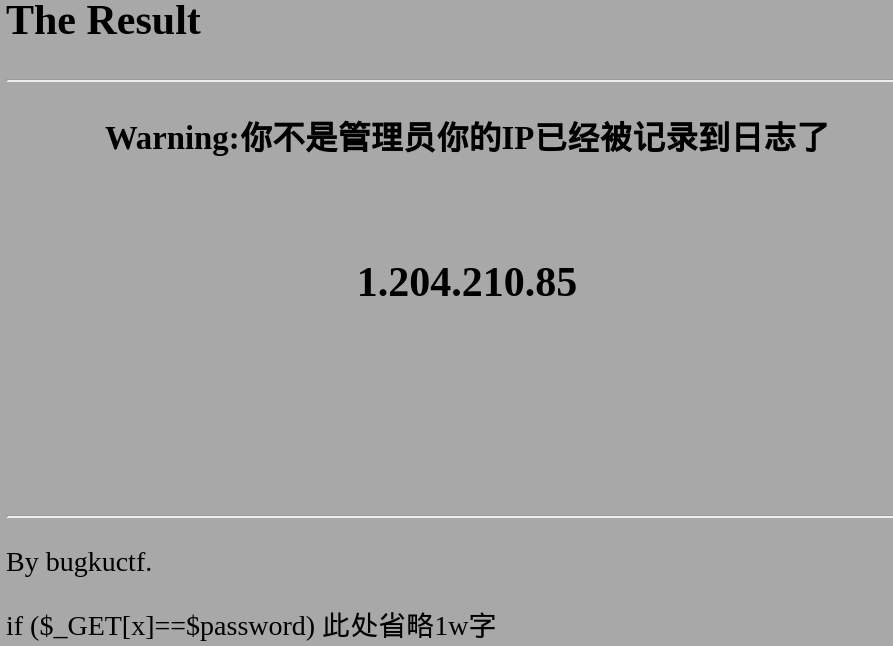 The Result
Warning:你不是管理员你的IP已经被记录到日志了
1.204.210.85
By bugkuctf.
if ($_GET[x]==$password) 此处省略1w字